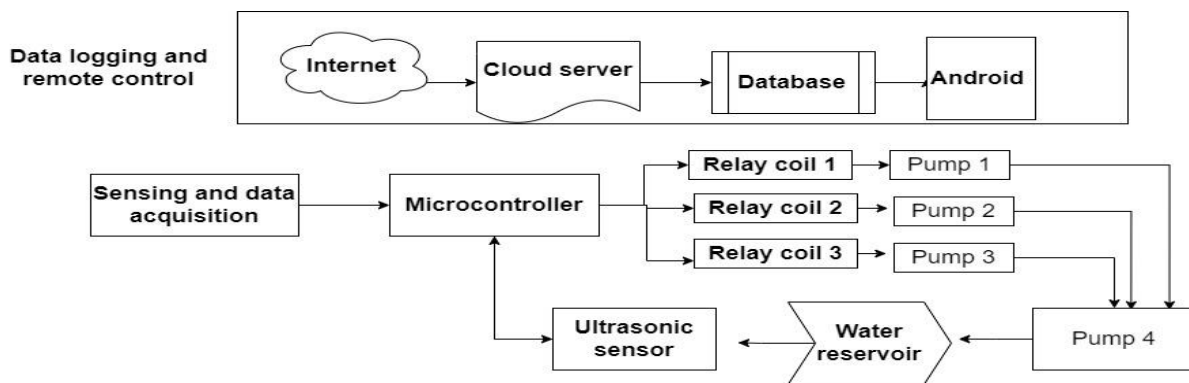 Data logging and
remote control
Internet
Cloud server
Database
Android
Sensing and data
acquisition
Microcontroller
Relay coil 1
Pump 1
Relay coil 2
Pump 2
Relay coil 3
Pump 3
Ultrasonic
sensor
Water
reservoir
Pump 4